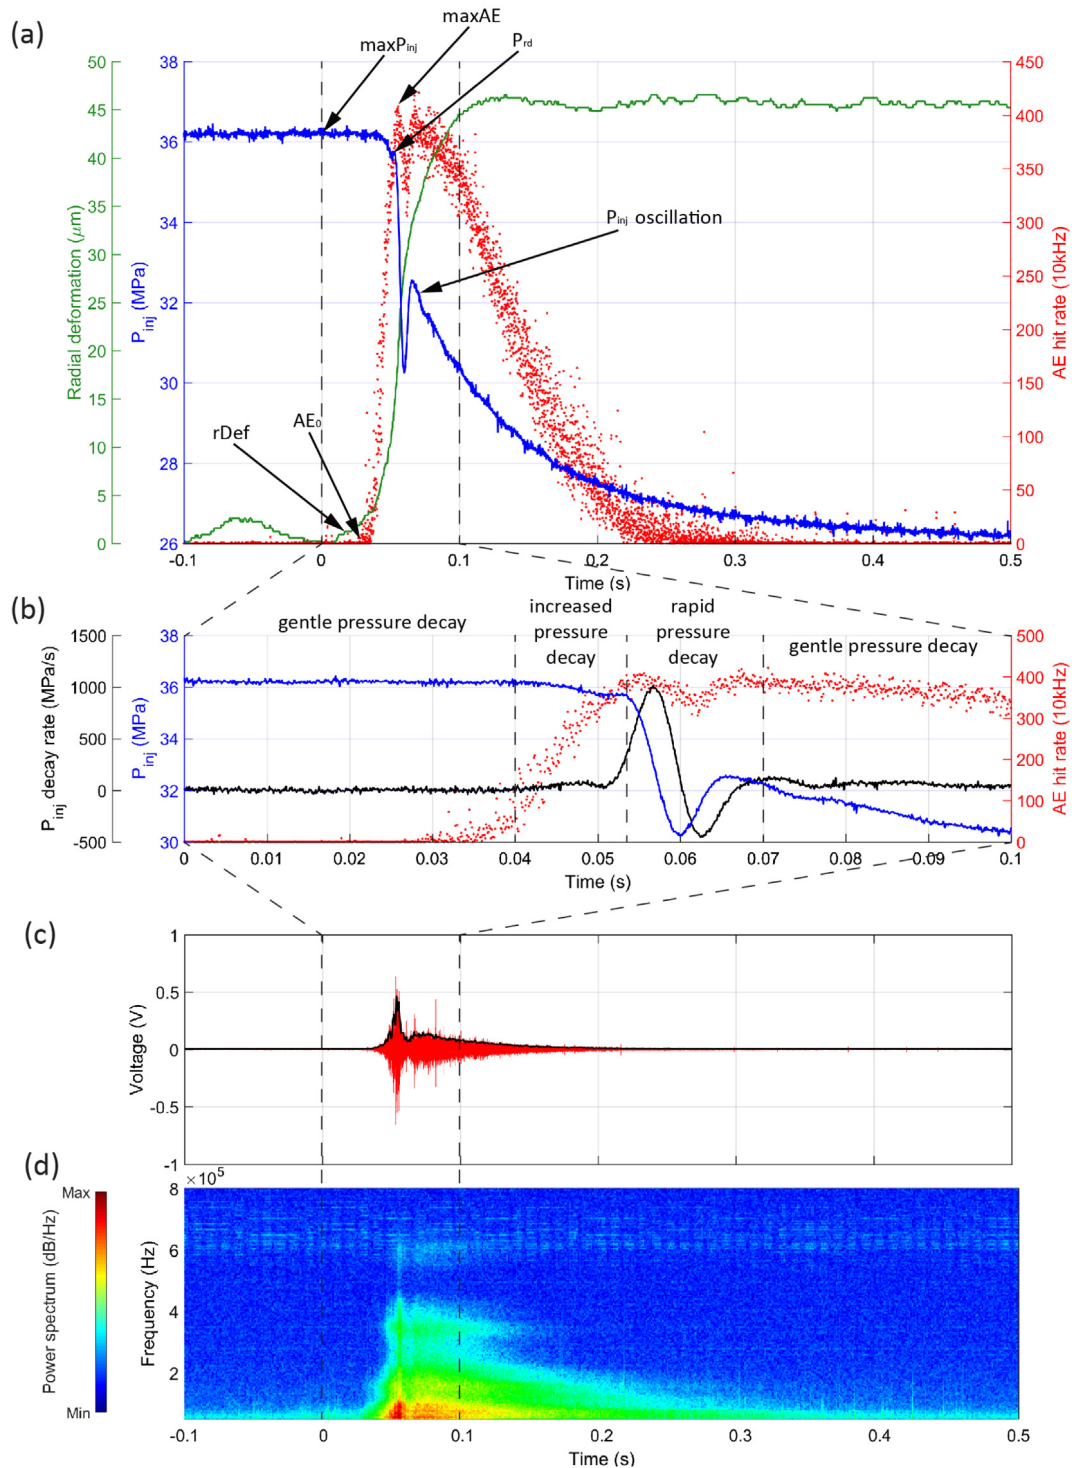 (a)
maxAE
maxPinj
Prd
50
45
40
35
30
25
20
15
10
5
0
Radial deformation (μm)
38
36
34
32
30
28
26
Pinj (MPa)
450
400
350
300
250
200
150
100
50
0
AE hit rate (10kHz)
Pinj oscillation
rDef
AE0
-0.1
0
0.1
0.2
0.3
0.4
0.5
Time (s)
(b)
gentle pressure decay
increased
pressure
decay
rapid
pressure
decay
gentle pressure decay
1500
1000
500
0
-500
Pinj decay rate (MPa/s)
38
36
34
32
30
Pinj (MPa)
500
400
300
200
100
0
AE hit rate (10kHz)
0
0.01
0.02
0.03
0.04
0.05
0.06
0.07
0.08
0.09
0.1
Time (s)
(c)
1
0.5
0
-0.5
-1
Voltage (V)
(d)
×10^5
Max
Min
Power spectrum (dB/Hz)
8
6
4
2
Frequency (Hz)
-0.1
0
0.1
0.2
0.3
0.4
0.5
Time (s)